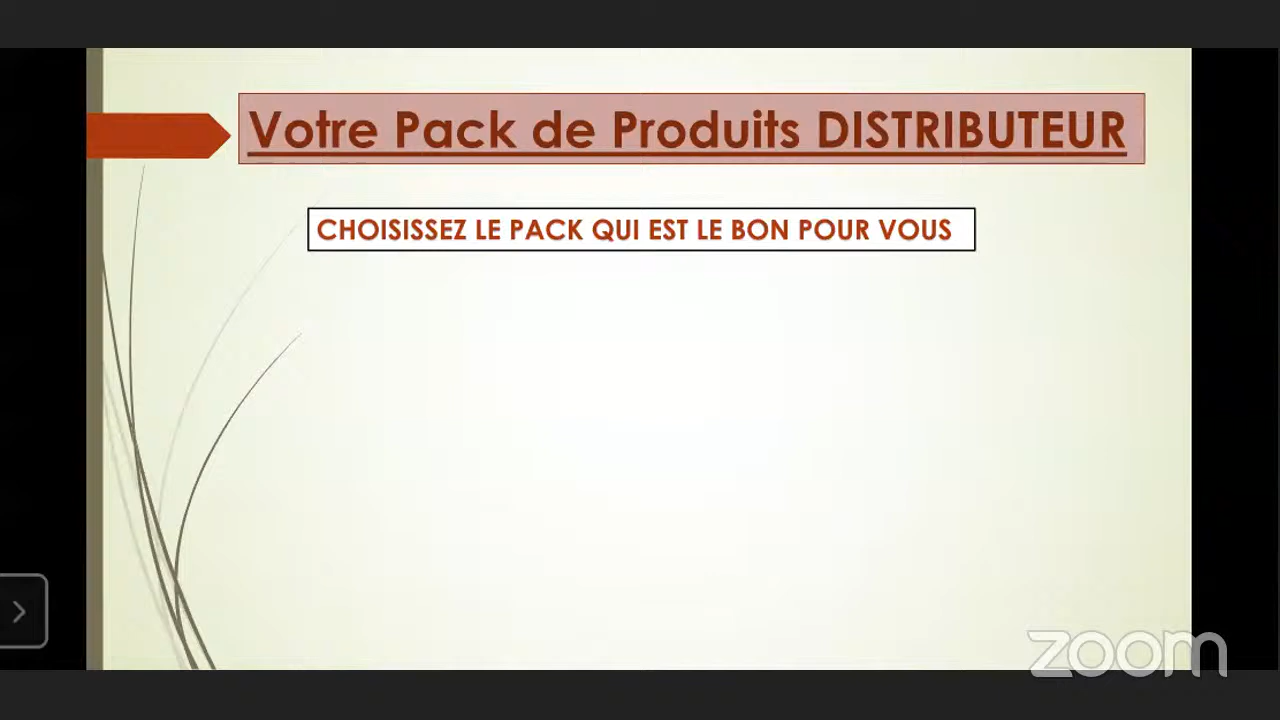 Votre Pack de Produits DISTRIBUTEUR
CHOISISSEZ LE PACK QUI EST LE BON POUR VOUS
zoom